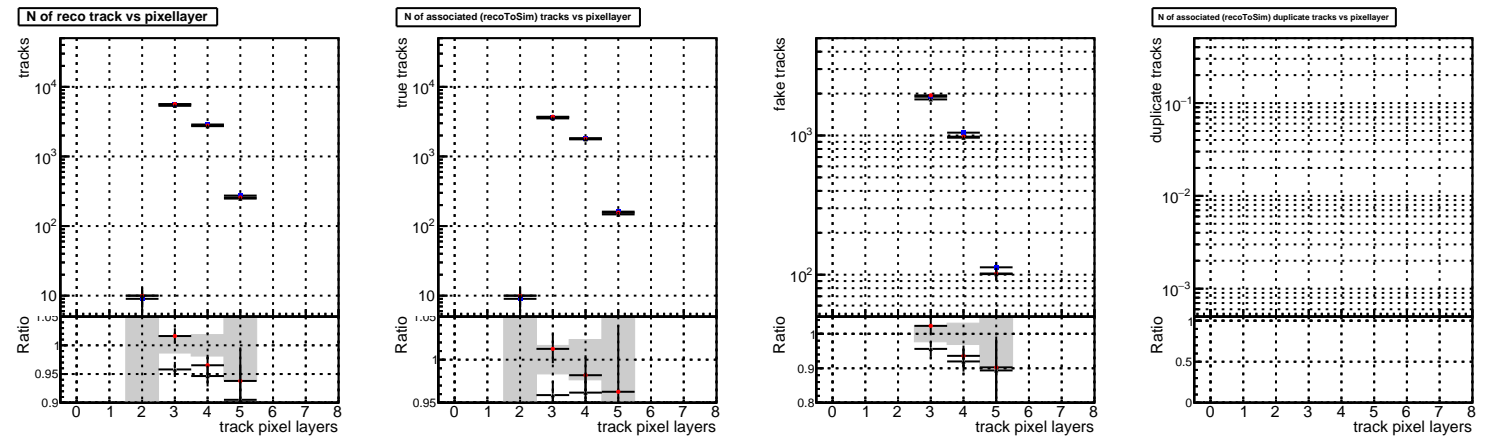 N of reco track vs pixellayer
tracks
10^4
10^3
10^2
10
1.05
1
0.95
0.9
Ratio
0 1 2 3 4 5 6 7 8
track pixel layers
N of associated (recoToSim) tracks vs pixellayer
true tracks
10^4
10^3
10^2
10
1.05
1
0.95
Ratio
0 1 2 3 4 5 6 7 8
track pixel layers
fake tracks
10^3
10^2
1
0.9
0.8
Ratio
0 1 2 3 4 5 6 7 8
track pixel layers
N of associated (recoToSim) duplicate tracks vs pixellayer
duplicate tracks
10^−1
10^−2
10^−3
1
0.5
0
Ratio
0 1 2 3 4 5 6 7 8
track pixel layers